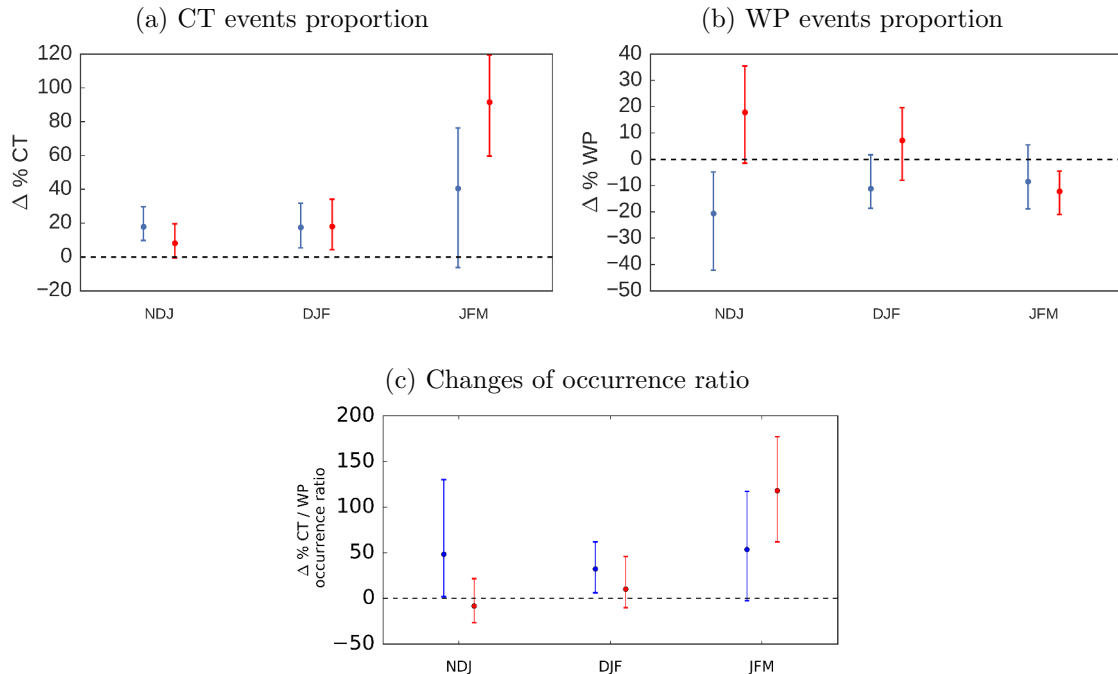 (a) CT events proportion
Δ % CT
120
100
80
60
40
20
0
−20
NDJ DJF JFM
(b) WP events proportion
Δ % WP
40
30
20
10
0
−10
−20
−30
−40
−50
NDJ DJF JFM
(c) Changes of occurrence ratio
Δ % CT / WP
occurrence ratio
200
150
100
50
0
−50
NDJ DJF JFM